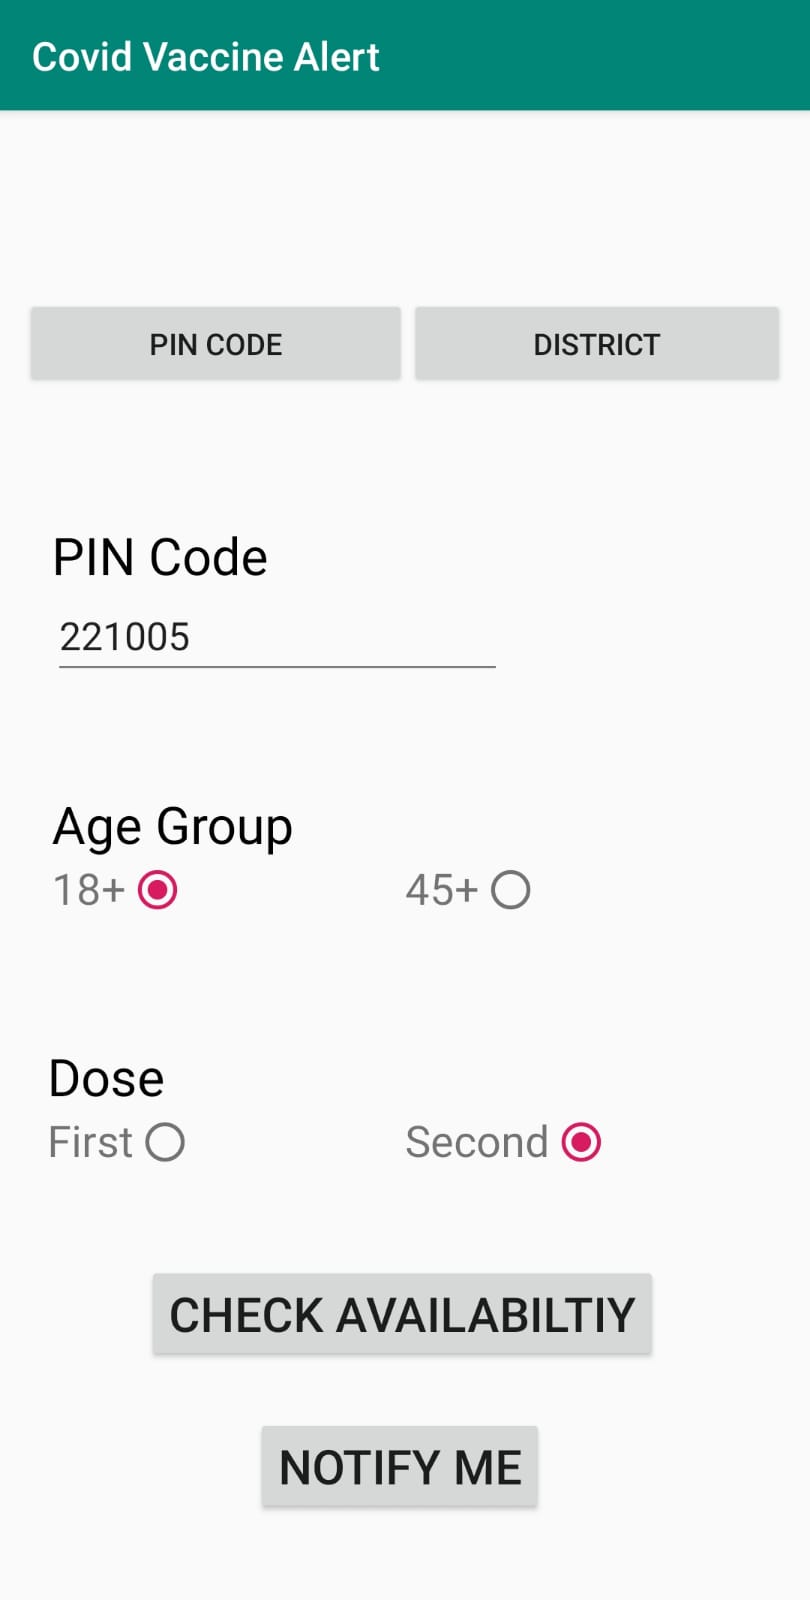 Covid Vaccine Alert
PIN CODE DISTRICT
PIN Code
221005
Age Group
18+ 45+
Dose
First Second
CHECK AVAILABILTIY
NOTIFY ME